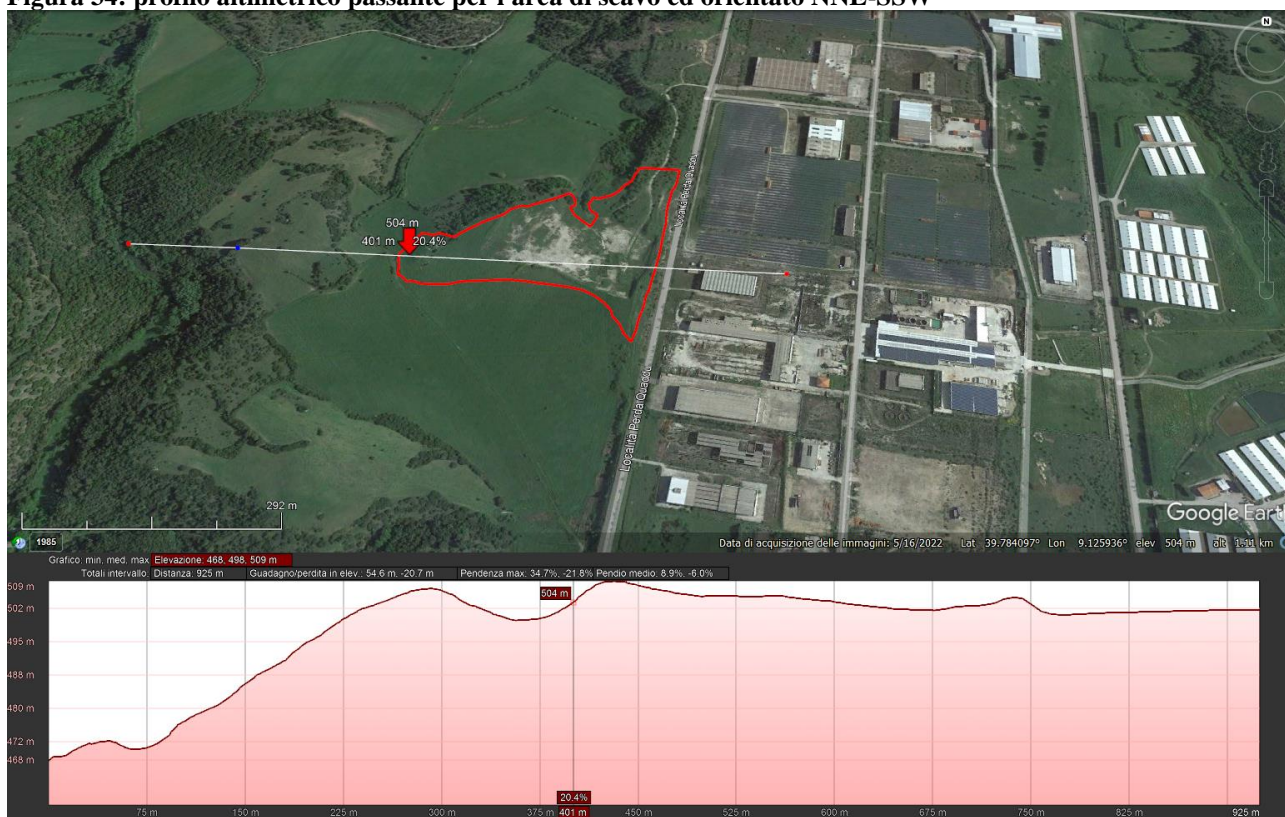 Figura 34: profilo altimetrico passante per l'area di scavo ed orientato NNE-SSW
N
Località Perda Quaddu
504 m
401 m 20.4%
Località Perda Quaddu
292 m
Google Earth
1985
Data di acquisizione delle immagini: 5/16/2022 Lat 39.784097° Lon 9.125936° elev 504 m alt 1.11 km
Grafico: min, med, max Elevazione: 468, 498, 509 m
Totali intervallo: Distanza: 925 m Guadagno/perdita in elev.: 54.6 m, -20.7 m Pendenza max: 34.7%, -21.8% Pendio medio: 8.9%, -6.0%
509 m
504 m
502 m
495 m
488 m
480 m
472 m
468 m
20.4%
75 m 150 m 225 m 300 m 375 m 401 m 450 m 525 m 600 m 675 m 750 m 825 m 925 m